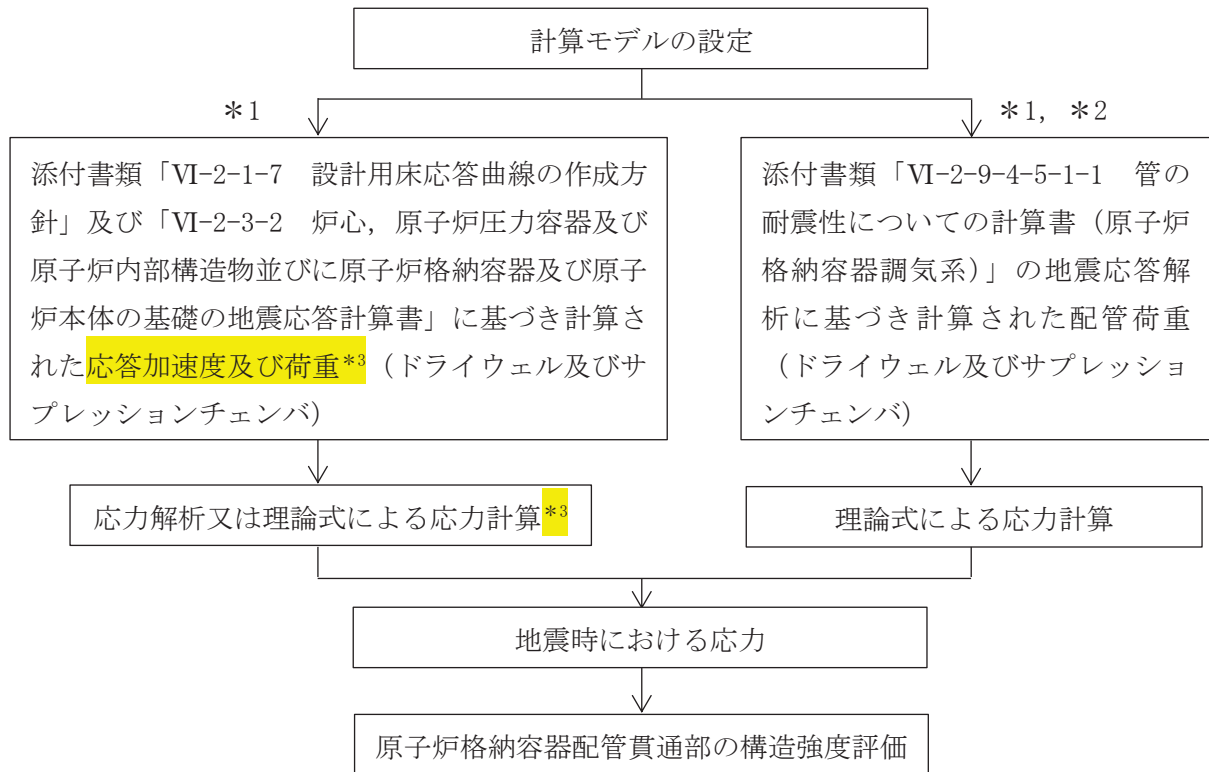 計算モデルの設定
*1
*1, *2
添付書類「Ⅵ-2-1-7 設計用床応答曲線の作成方
針」及び「Ⅵ-2-3-2 炉心，原子炉圧力容器及び
原子炉内部構造物並びに原子炉格納容器及び原子
炉本体の基礎の地震応答計算書」に基づき計算さ
れた応答加速度及び荷重*3（ドライウェル及びサ
プレッションチェンバ）
添付書類「Ⅵ-2-9-4-5-1-1 管の
耐震性についての計算書（原子炉
格納容器調気系）」の地震応答解
析に基づき計算された配管荷重
（ドライウェル及びサプレッショ
ンチェンバ）
応力解析又は理論式による応力計算*3
理論式による応力計算
地震時における応力
原子炉格納容器配管貫通部の構造強度評価